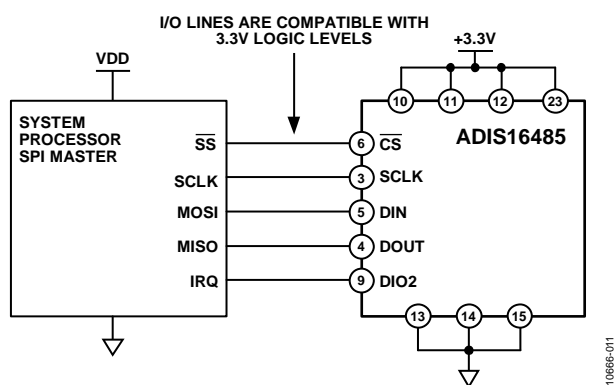 I/O LINES ARE COMPATIBLE WITH
3.3V LOGIC LEVELS
VDD
+3.3V
10 11 12 23
SYSTEM
PROCESSOR
SPI MASTER
ADIS16485
SS 6 CS
SCLK 3 SCLK
MOSI 5 DIN
MISO 4 DOUT
IRQ 9 DIO2
13 14 15
10666-011